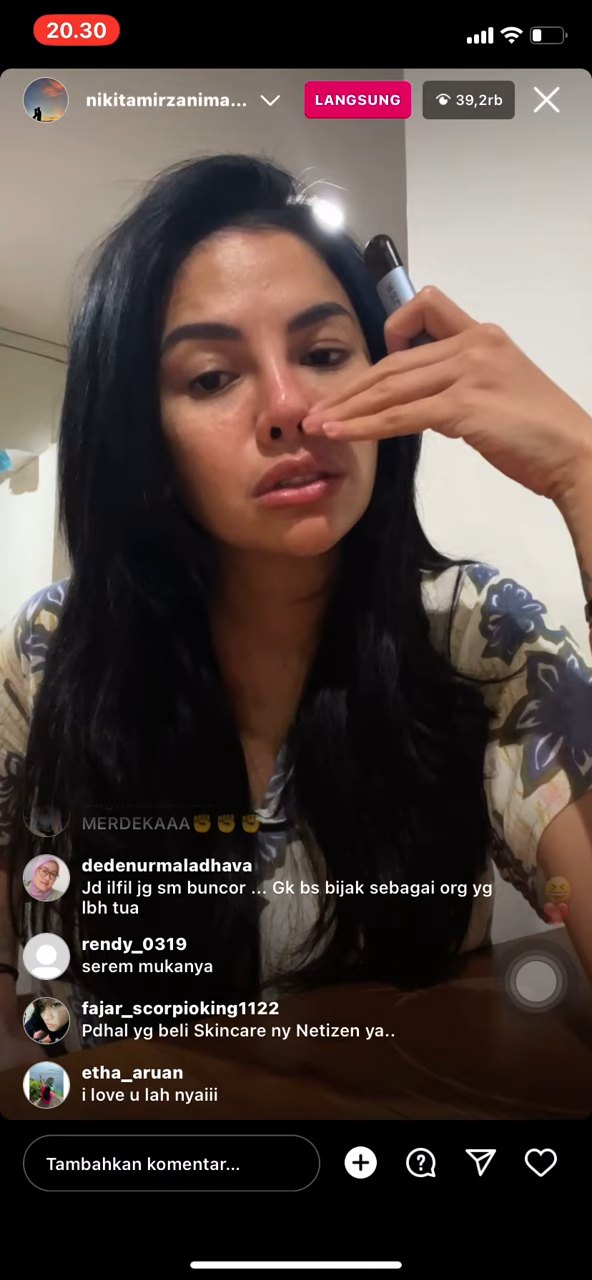 20.30
nikitamirzanima...
LANGSUNG
39,2rb
MERDEKAAA✊✊✊
dedenurmaladhava
Jd ilfil jg sm buncor ... Gk bs bijak sebagai org yg
lbh tua
rendy_0319
serem mukanya
fajar_scorpioking1122
Pdhal yg beli Skincare ny Netizen ya..
etha_aruan
i love u lah nyaiii
Tambahkan komentar...